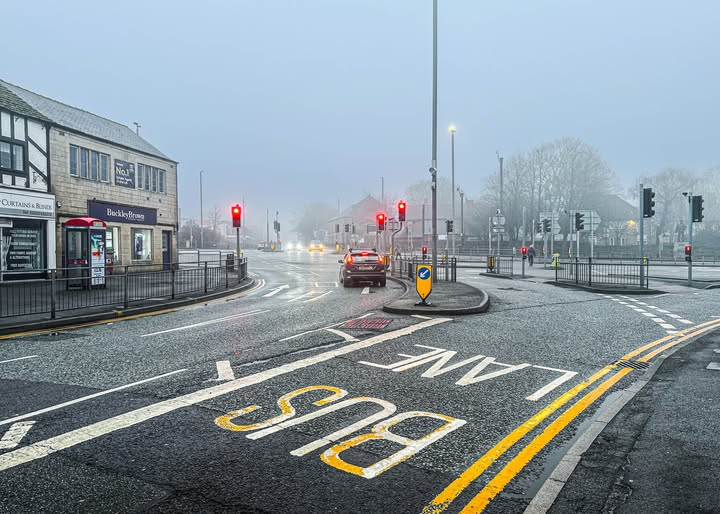 No.1
BuckleyBrown
CURTAINS & BLINDS
BUS
LANE